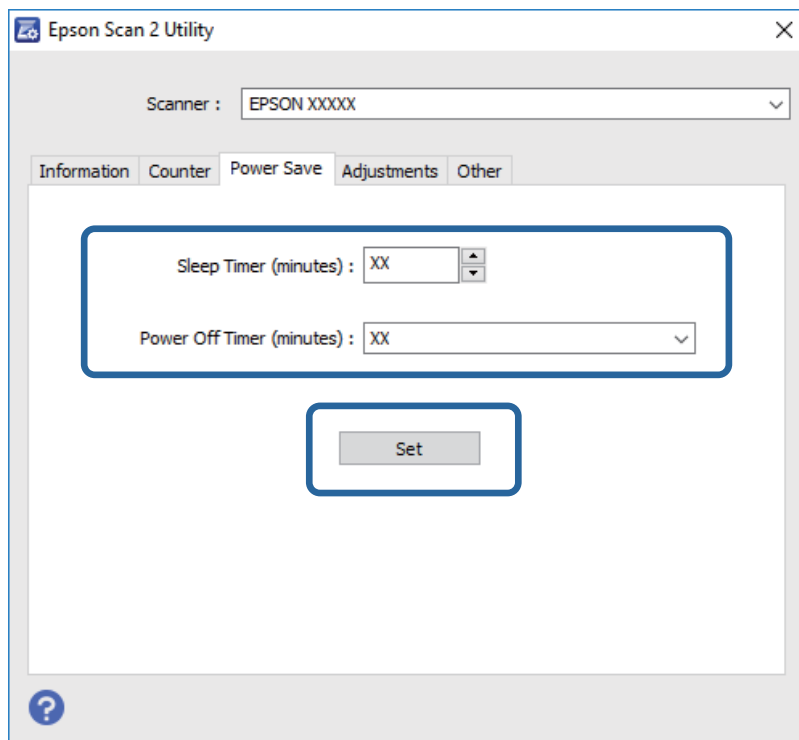 Epson Scan 2 Utility
Scanner : EPSON XXXXX
Information Counter Power Save Adjustments Other
Sleep Timer (minutes) : XX
Power Off Timer (minutes) : XX
Set
?